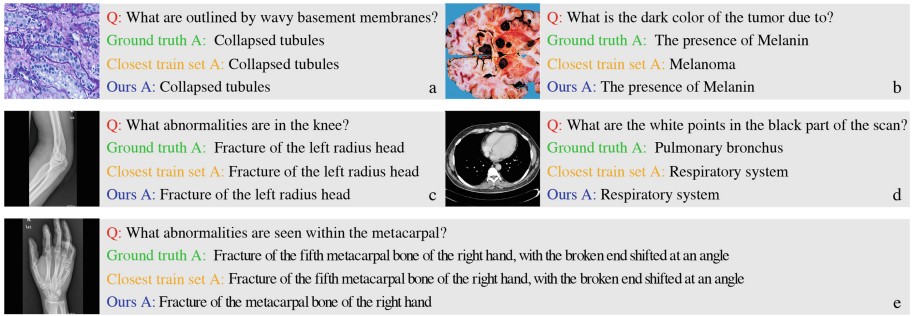 Q: What are outlined by wavy basement membranes?
Ground truth A: Collapsed tubules
Closest train set A: Collapsed tubules
Ours A: Collapsed tubules
a
Q: What is the dark color of the tumor due to?
Ground truth A: The presence of Melanin
Closest train set A: Melanoma
Ours A: The presence of Melanin
b
Q: What abnormalities are in the knee?
Ground truth A: Fracture of the left radius head
Closest train set A: Fracture of the left radius head
Ours A: Fracture of the left radius head
c
Q: What are the white points in the black part of the scan?
Ground truth A: Pulmonary bronchus
Closest train set A: Respiratory system
Ours A: Respiratory system
d
Q: What abnormalities are seen within the metacarpal?
Ground truth A: Fracture of the fifth metacarpal bone of the right hand, with the broken end shifted at an angle
Closest train set A: Fracture of the fifth metacarpal bone of the right hand, with the broken end shifted at an angle
Ours A: Fracture of the metacarpal bone of the right hand
e